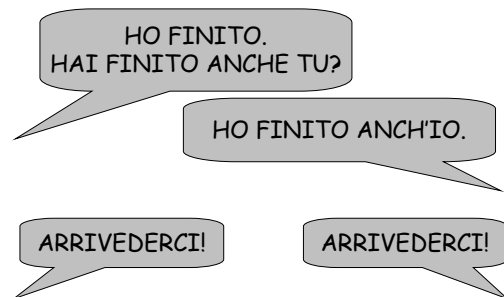 HO FINITO.
HAI FINITO ANCHE TU?
HO FINITO ANCH'IO.
ARRIVEDERCI!
ARRIVEDERCI!